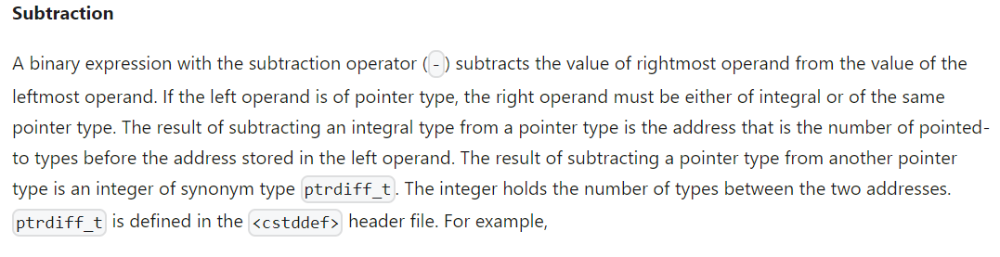 Subtraction
A binary expression with the subtraction operator (-) subtracts the value of rightmost operand from the value of the
leftmost operand. If the left operand is of pointer type, the right operand must be either of integral or of the same
pointer type. The result of subtracting an integral type from a pointer type is the address that is the number of pointed-
to types before the address stored in the left operand. The result of subtracting a pointer type from another pointer
type is an integer of synonym type ptrdiff_t. The integer holds the number of types between the two addresses.
ptrdiff_t is defined in the <cstddef> header file. For example,